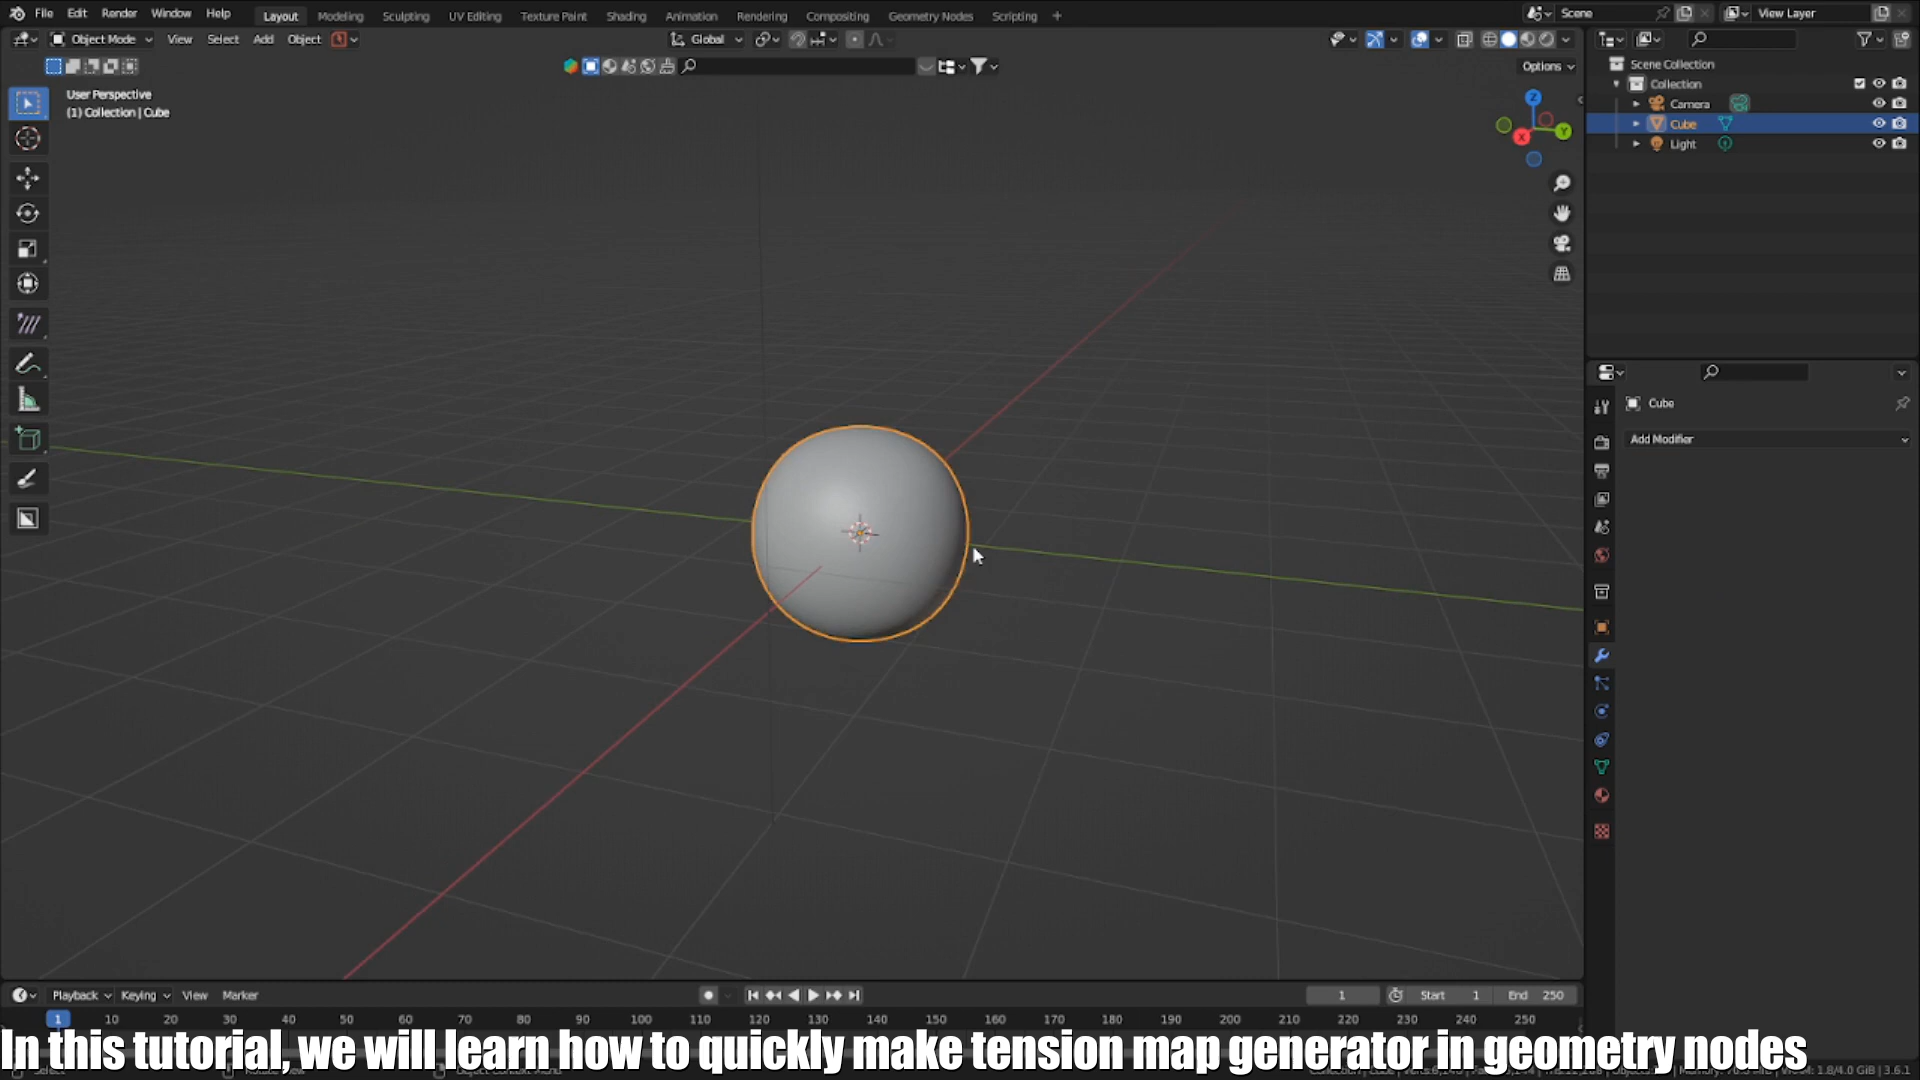 File Edit Render Window Help Layout Modeling Sculpting UV Editing Texture Paint Shading Animation Rendering Compositing Geometry Nodes Scripting + Scene View Layer
Object Mode View Select Add Object Global
Options
User Perspective
(1) Collection | Cube
Z
Y
X
Scene Collection
Collection
Camera
Cube
Light
Cube
Add Modifier
Playback Keying View Marker 1 Start 1 End 250
1 10 20 30 40 50 60 70 80 90 100 110 120 130 140 150 160 170 180 190 200 210 220 230 240 250
In this tutorial, we will learn how to quickly make tension map generator in geometry nodes